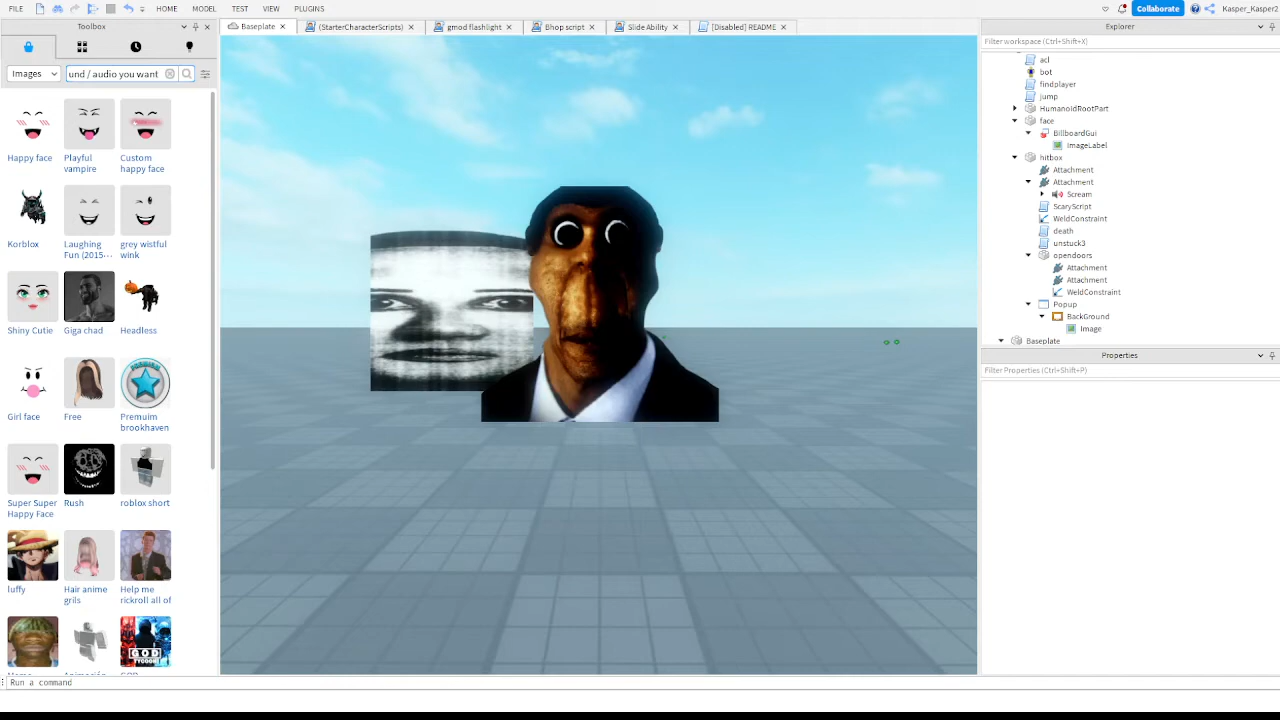 FILE HOME MODEL TEST VIEW PLUGINS Collaborate Kasper_Kasper2
Toolbox
Baseplate (StarterCharacterScripts) gmod flashlight Bhop script Slide Ability [Disabled] README
Explorer
Filter workspace (Ctrl+Shift+X)
Images
und / audio you want
Happy face
Playful vampire
Custom happy face
Korblox
Laughing Fun (2015-...
grey wistful wink
Shiny Cutie
Giga chad
Headless
Girl face
Free
Premuim brookhaven
Super Super Happy Face
Rush
roblox short
luffy
Hair anime grils
Help me rickroll all of
GOD TYCOON
acl
bot
findplayer
jump
HumanoidRootPart
face
BillboardGui
ImageLabel
hitbox
Attachment
Attachment
Scream
ScaryScript
WeldConstraint
death
unstuck3
opendoors
Attachment
Attachment
WeldConstraint
Popup
BackGround
Image
Baseplate
Properties
Filter Properties (Ctrl+Shift+P)
Run a command